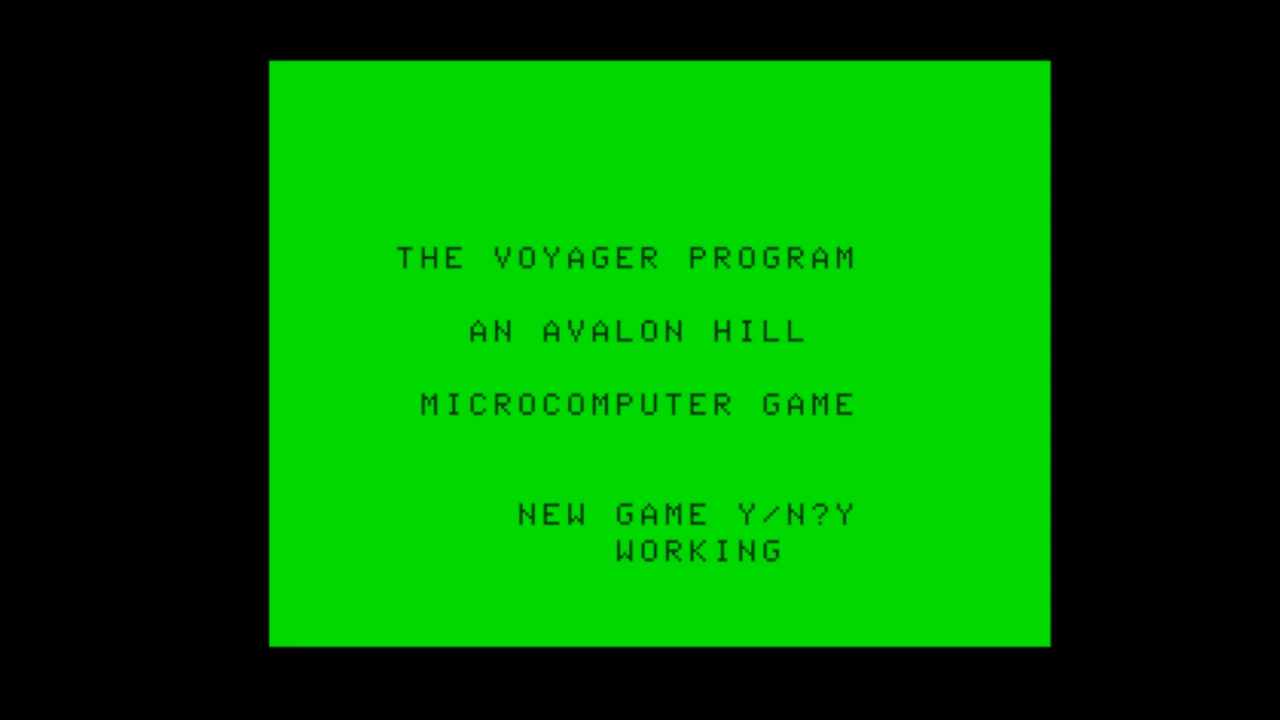 THE VOYAGER PROGRAM
AN AVALON HILL
MICROCOMPUTER GAME
NEW GAME Y/N?Y
WORKING